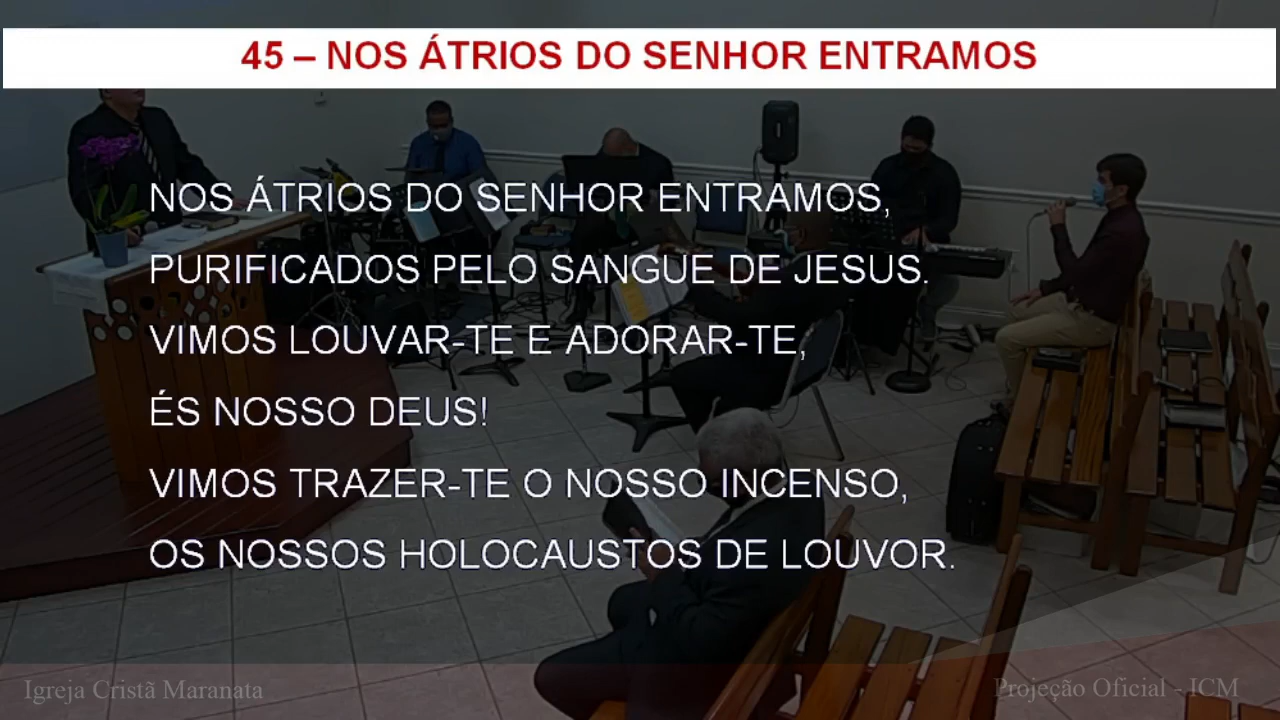 45 – NOS ÁTRIOS DO SENHOR ENTRAMOS
NOS ÁTRIOS DO SENHOR ENTRAMOS,
PURIFICADOS PELO SANGUE DE JESUS.
VIMOS LOUVAR-TE E ADORAR-TE,
ÉS NOSSO DEUS!
VIMOS TRAZER-TE O NOSSO INCENSO,
OS NOSSOS HOLOCAUSTOS DE LOUVOR.
Igreja Cristã Maranata
Projeção Oficial - ICM